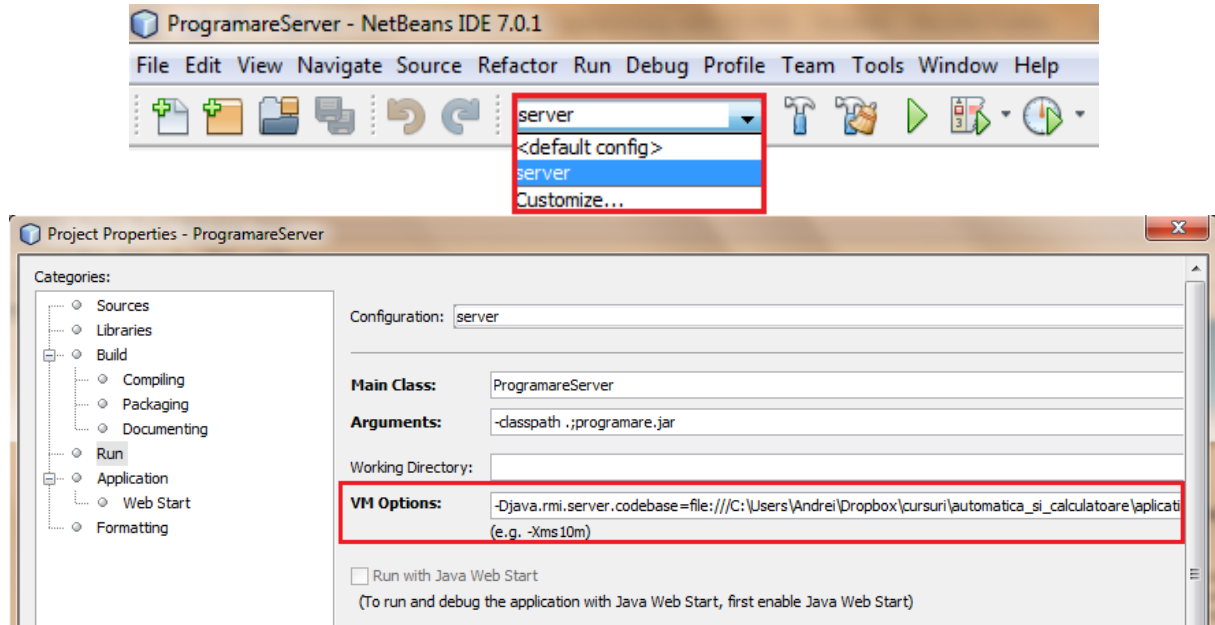 ProgramareServer - NetBeans IDE 7.0.1
File Edit View Navigate Source Refactor Run Debug Profile Team Tools Window Help
server
<default config>
server
Customize...
Project Properties - ProgramareServer
Categories:
Sources
Libraries
Build
Compiling
Packaging
Documenting
Run
Application
Web Start
Formatting
Configuration: server
Main Class: ProgramareServer
Arguments: -classpath .;programare.jar
Working Directory:
VM Options: -Djava.rmi.server.codebase=file:///C:\Users\Andrei\Dropbox\cursuri\automatica_si_calculatoare\aplicati
(e.g. -Xms10m)
Run with Java Web Start
(To run and debug the application with Java Web Start, first enable Java Web Start)